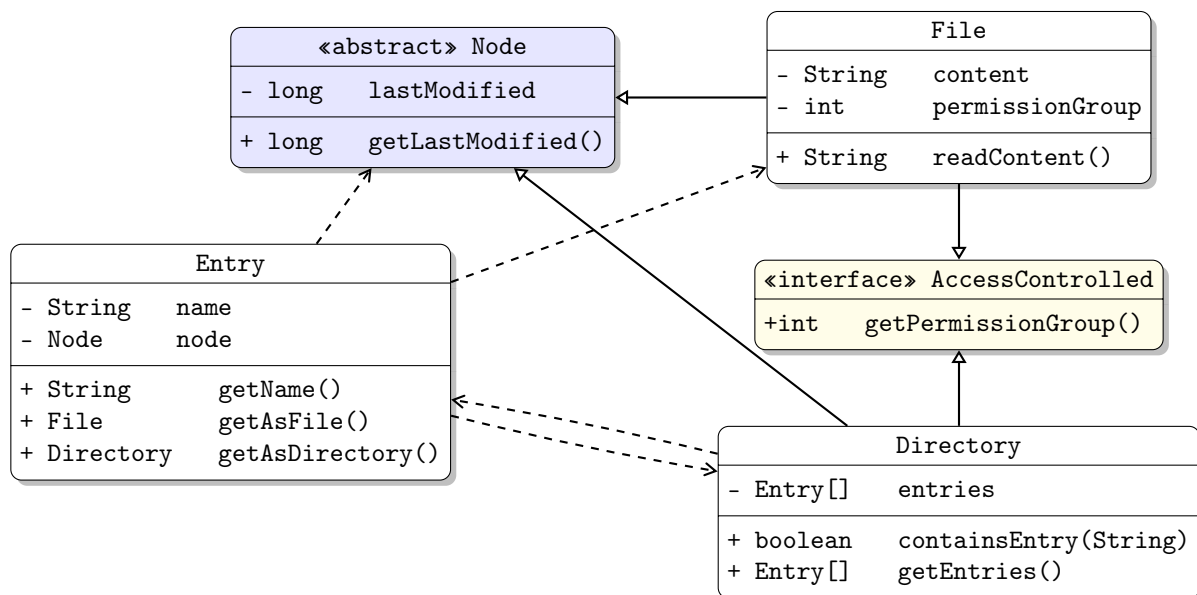 «abstract» Node
- long lastModified
+ long getLastModified()
File
- String content
- int permissionGroup
+ String readContent()
Entry
- String name
- Node node
+ String getName()
+ File getAsFile()
+ Directory getAsDirectory()
«interface» AccessControlled
+int getPermissionGroup()
Directory
- Entry[] entries
+ boolean containsEntry(String)
+ Entry[] getEntries()